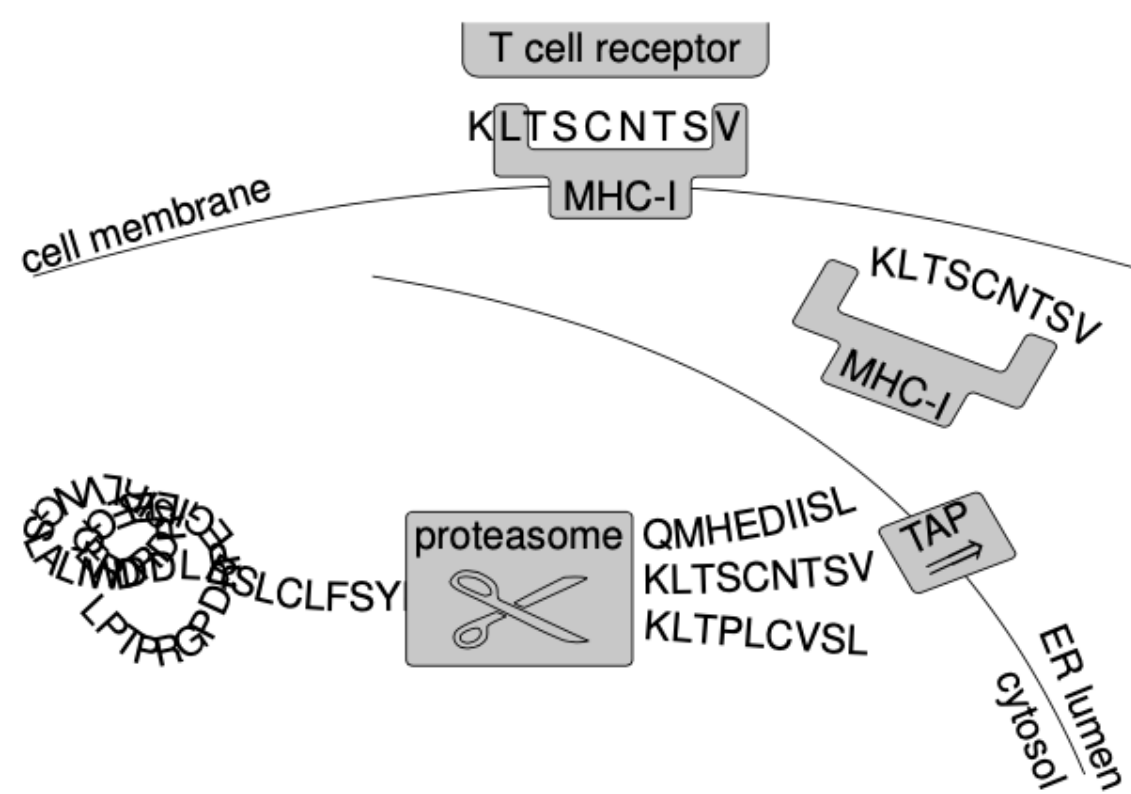 T cell receptor
KLTSCNTSV
MHC-I
cell membrane
KLTSCNTSV
MHC-I
TAP
proteasome
QMHEDIISL
KLTSCNTSV
KLTPLCVSL
SLCLFSY
LPTPRGPD
ER lumen
cytosol